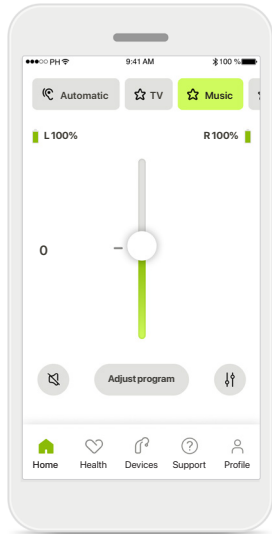 ●●●○○ PH 9:41 AM 100 %
Automatic TV Music
L 100% R 100%
0
Adjust program
Home Health Devices Support Profile